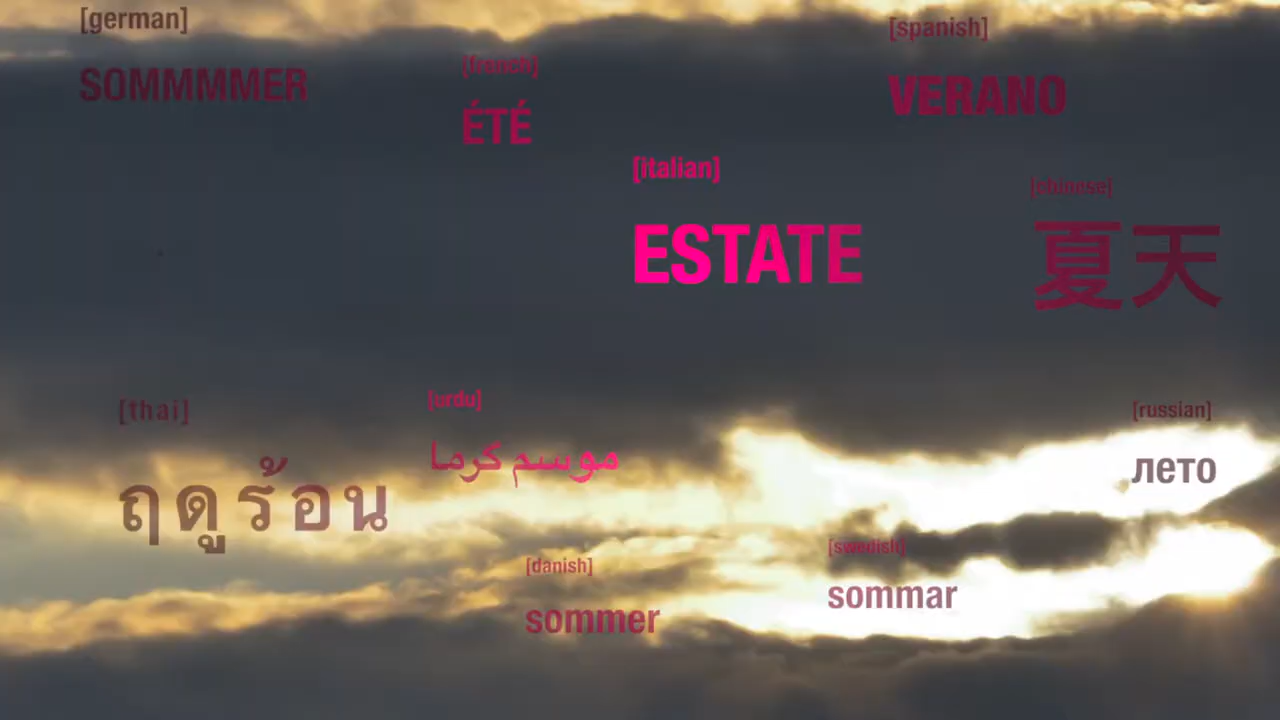 [german]
SOMMMMER
[french]
ÉTÉ
[spanish]
VERANO
[italian]
ESTATE
[chinese]
夏天
[thai]
ฤดูร้อน
[urdu]
موسم گرما
[russian]
лето
[danish]
sommer
[swedish]
sommar